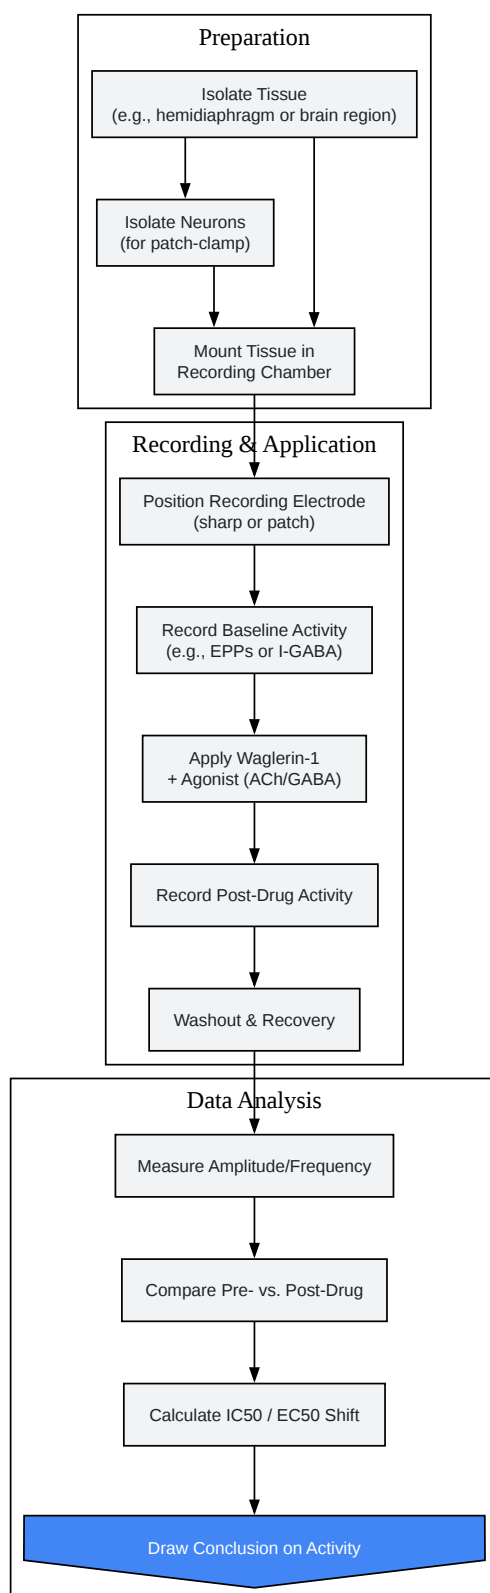 Preparation
Isolate Tissue
(e.g., hemidiaphragm or brain region)
Isolate Neurons
(for patch-clamp)
Mount Tissue in
Recording Chamber
Recording & Application
Position Recording Electrode
(sharp or patch)
Record Baseline Activity
(e.g., EPPs or I-GABA)
Apply Waglerin-1
+ Agonist (ACh/GABA)
Record Post-Drug Activity
Washout & Recovery
Data Analysis
Measure Amplitude/Frequency
Compare Pre- vs. Post-Drug
Calculate IC50 / EC50 Shift
Draw Conclusion on Activity